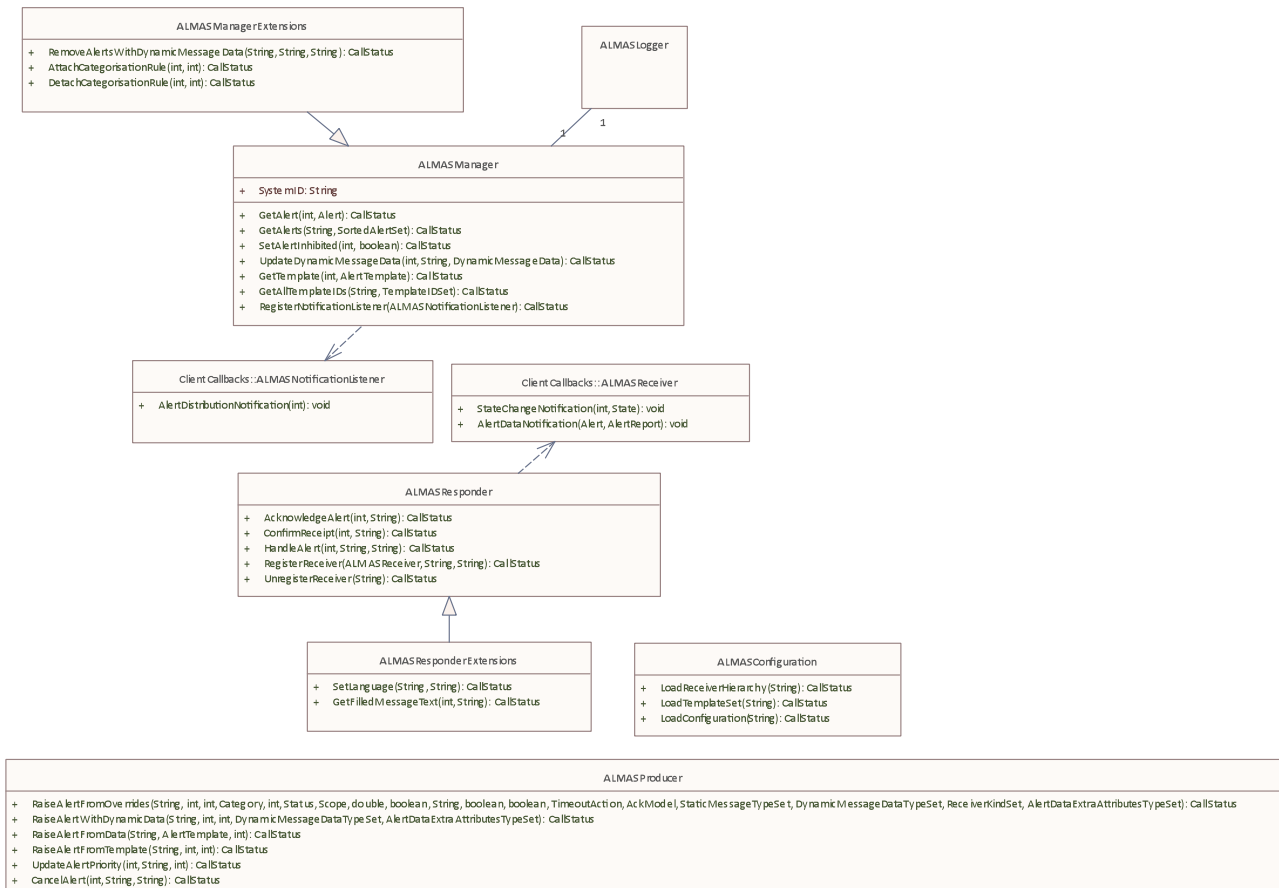 ALMASManagerExtensions
+ RemoveAlertsWithDynamicMessageData(String, String, String): CallStatus
+ AttachCategorisationRule(int, int): CallStatus
+ DetachCategorisationRule(int, int): CallStatus
ALMASLogger
1
1
ALMASManager
+ SystemID: String
+ GetAlert(int, Alert): CallStatus
+ GetAlerts(String, SortedAlertSet): CallStatus
+ SetAlertInhibited(int, boolean): CallStatus
+ UpdateDynamicMessageData(int, String, DynamicMessageData): CallStatus
+ GetTemplate(int, AlertTemplate): CallStatus
+ GetAllTemplateIDs(String, TemplateIDSet): CallStatus
+ RegisterNotificationListener(ALMASNotificationListener): CallStatus
Client Callbacks::ALMASNotificationListener
+ AlertDistributionNotification(int): void
Client Callbacks::ALMASReceiver
+ StateChangeNotification(int, State): void
+ AlertDataNotification(Alert, AlertReport): void
ALMASResponder
+ AcknowledgeAlert(int, String): CallStatus
+ ConfirmReceipt(int, String): CallStatus
+ HandleAlert(int, String, String): CallStatus
+ RegisterReceiver(ALMASReceiver, String, String): CallStatus
+ UnregisterReceiver(String): CallStatus
ALMASResponderExtensions
+ SetLanguage(String, String): CallStatus
+ GetFilledMessageText(int, String): CallStatus
ALMASConfiguration
+ LoadReceiverHierarchy(String): CallStatus
+ LoadTemplateSet(String): CallStatus
+ LoadConfiguration(String): CallStatus
ALMASProducer
+ RaiseAlertFromOverrides(String, int, int, Category, int, Status, Scope, double, boolean, String, boolean, boolean, TimeoutAction, AckModel, StaticMessageTypeSet, DynamicMessageDataTypeSet, ReceiverKindSet, AlertDataExtraAttributesTypeSet): CallStatus
+ RaiseAlertWithDynamicData(String, int, int, DynamicMessageDataTypeSet, AlertDataExtraAttributesTypeSet): CallStatus
+ RaiseAlertFromData(String, AlertTemplate, int): CallStatus
+ RaiseAlertFromTemplate(String, int, int): CallStatus
+ UpdateAlertPriority(int, String, int): CallStatus
+ CancelAlert(int, String, String): CallStatus